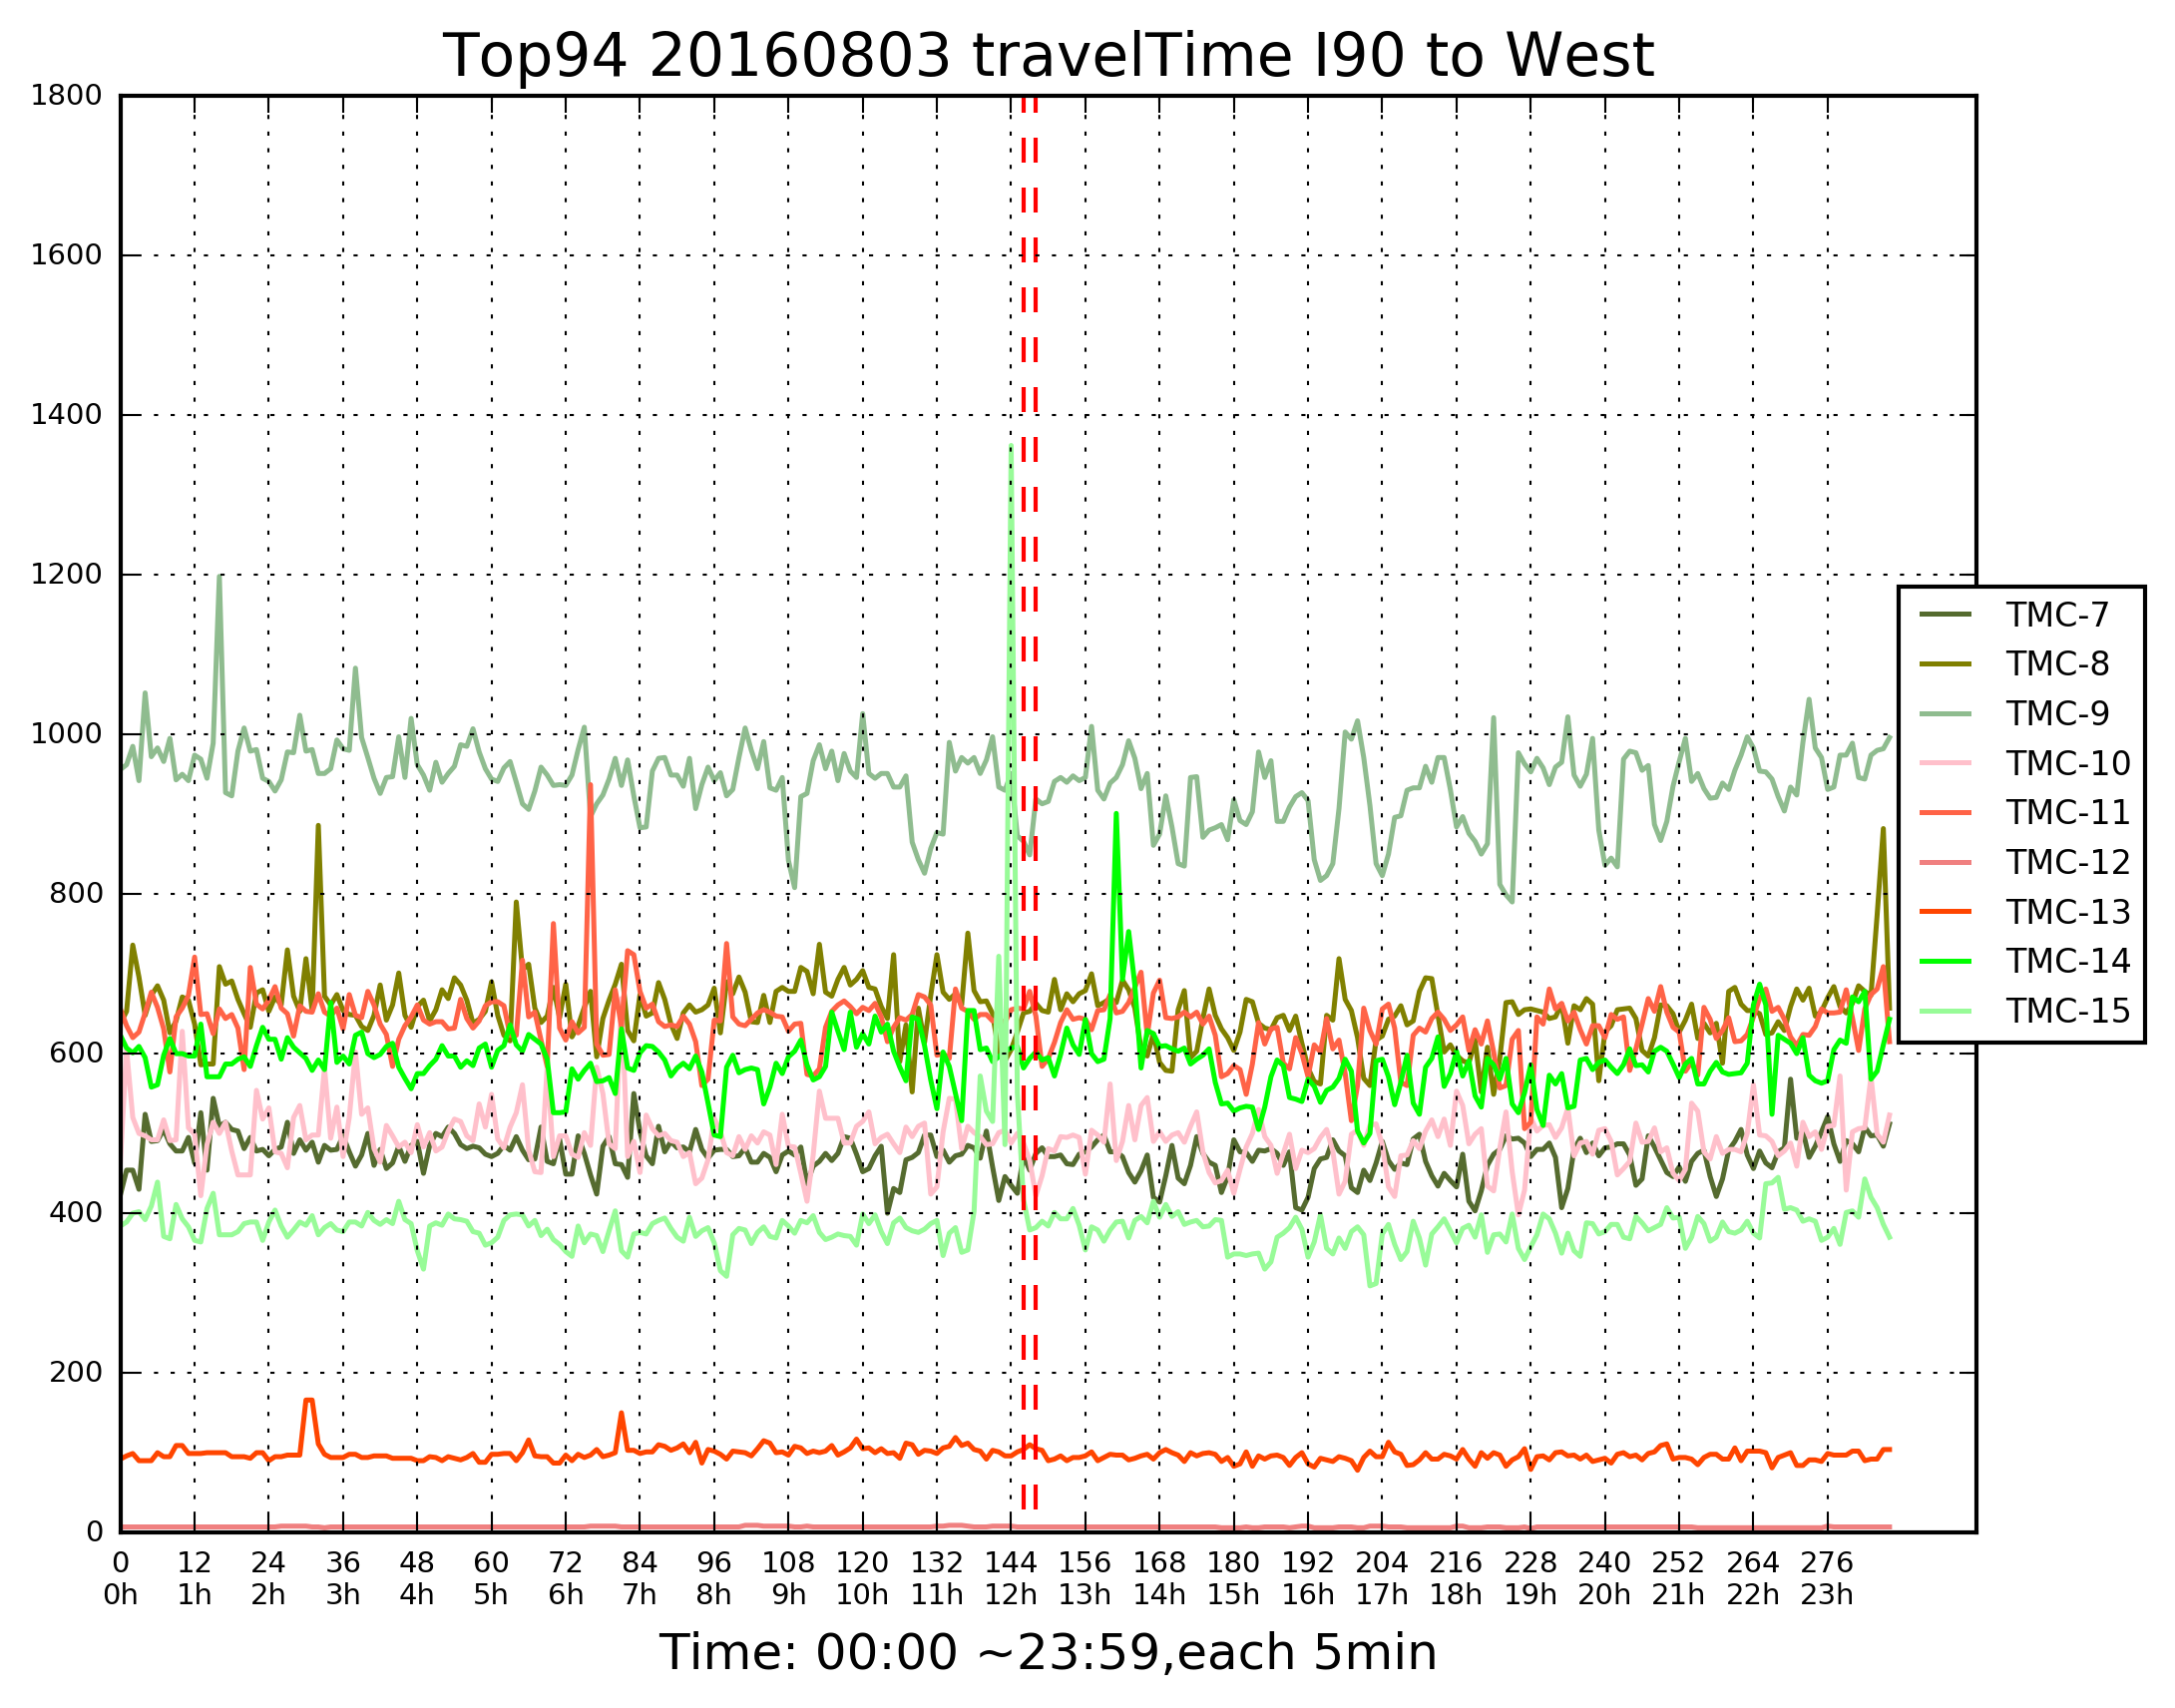 Top94 20160803 travelTime I90 to West
1800
1600
1400
1200
1000
800
600
400
200
0
TMC-7
TMC-8
TMC-9
TMC-10
TMC-11
TMC-12
TMC-13
TMC-14
TMC-15
0 12 24 36 48 60 72 84 96 108 120 132 144 156 168 180 192 204 216 228 240 252 264 276
0h 1h 2h 3h 4h 5h 6h 7h 8h 9h 10h 11h 12h 13h 14h 15h 16h 17h 18h 19h 20h 21h 22h 23h
Time: 00:00 ~23:59,each 5min